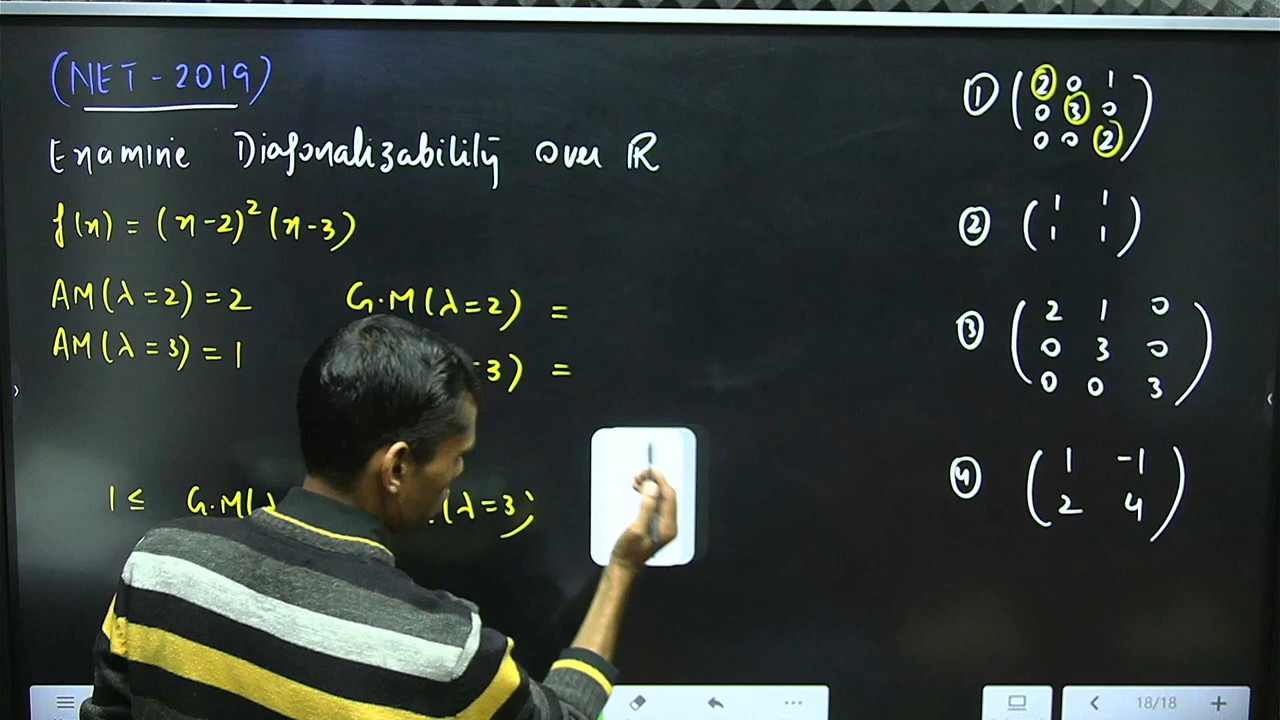 (NET - 2019)
Examine Diagonalizability over ℝ
f(x) = (x-2)² (x-3)
AM(λ=2) = 2 G.M(λ=2) =
AM(λ=3) = 1 3) =
1 ≤ G.M( .(λ=3)
① (2 0 1
0 3 0
0 0 2)
② (1 1
1 1)
③ (2 1 0
0 3 0
0 0 3)
④ (1 -1
2 4)
18/18